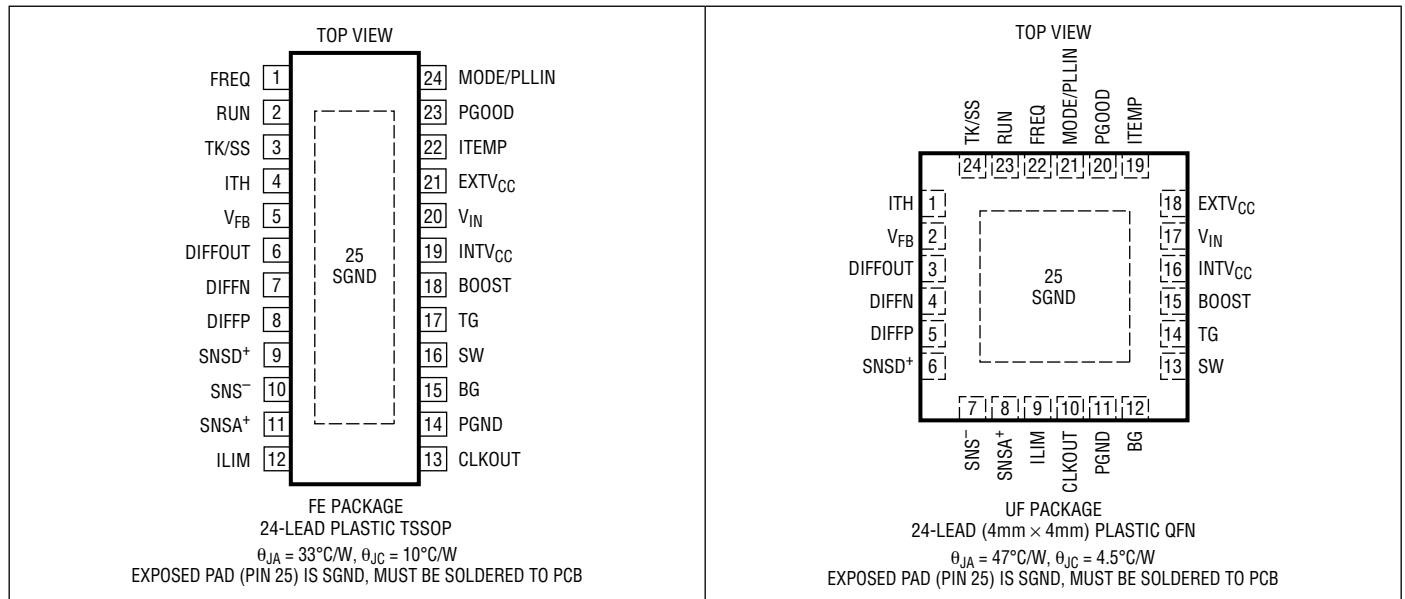 TOP VIEW
FREQ 1
RUN 2
TK/SS 3
ITH 4
VFB 5
DIFFOUT 6
DIFFN 7
DIFFP 8
SNSD+ 9
SNS– 10
SNSA+ 11
ILIM 12
25
SGND
24 MODE/PLLIN
23 PGOOD
22 ITEMP
21 EXTVCC
20 VIN
19 INTVCC
18 BOOST
17 TG
16 SW
15 BG
14 PGND
13 CLKOUT
FE PACKAGE
24-LEAD PLASTIC TSSOP
θJA = 33°C/W, θJC = 10°C/W
EXPOSED PAD (PIN 25) IS SGND, MUST BE SOLDERED TO PCB
TOP VIEW
TK/SS
RUN
FREQ
MODE/PLLIN
PGOOD
ITEMP
24 23 22 21 20 19
ITH 1
VFB 2
DIFFOUT 3
DIFFN 4
DIFFP 5
SNSD+ 6
25
SGND
18 EXTVCC
17 VIN
16 INTVCC
15 BOOST
14 TG
13 SW
7 8 9 10 11 12
SNS–
SNSA+
ILIM
CLKOUT
PGND
BG
UF PACKAGE
24-LEAD (4mm × 4mm) PLASTIC QFN
θJA = 47°C/W, θJC = 4.5°C/W
EXPOSED PAD (PIN 25) IS SGND, MUST BE SOLDERED TO PCB